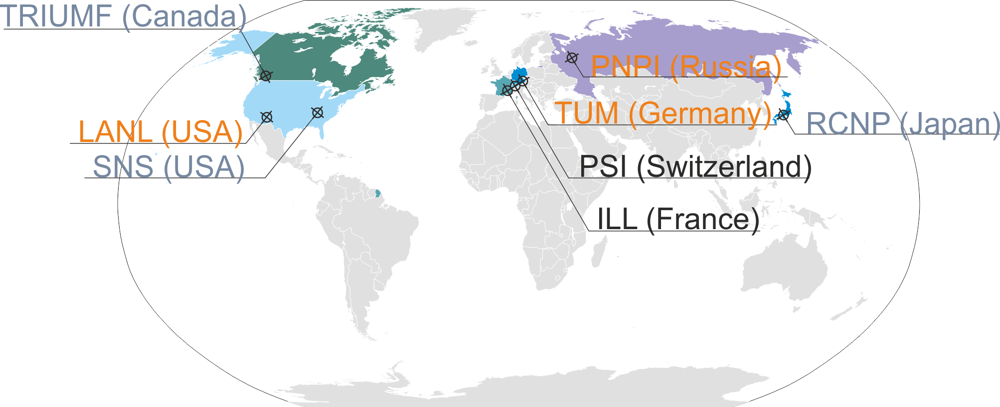 TRIUMF (Canada)
PNPI (Russia)
TUM (Germany)
RCNP (Japan)
LANL (USA)
SNS (USA)
PSI (Switzerland)
ILL (France)